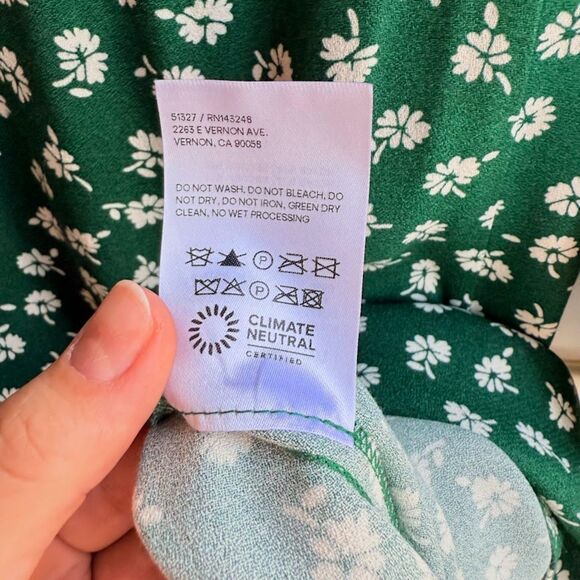 51327 / RN143248
2263 E VERNON AVE.
VERNON, CA 90058
DO NOT WASH, DO NOT BLEACH, DO
NOT DRY, DO NOT IRON, GREEN DRY
CLEAN, NO WET PROCESSING
P
P
CLIMATE
NEUTRAL
CERTIFIED